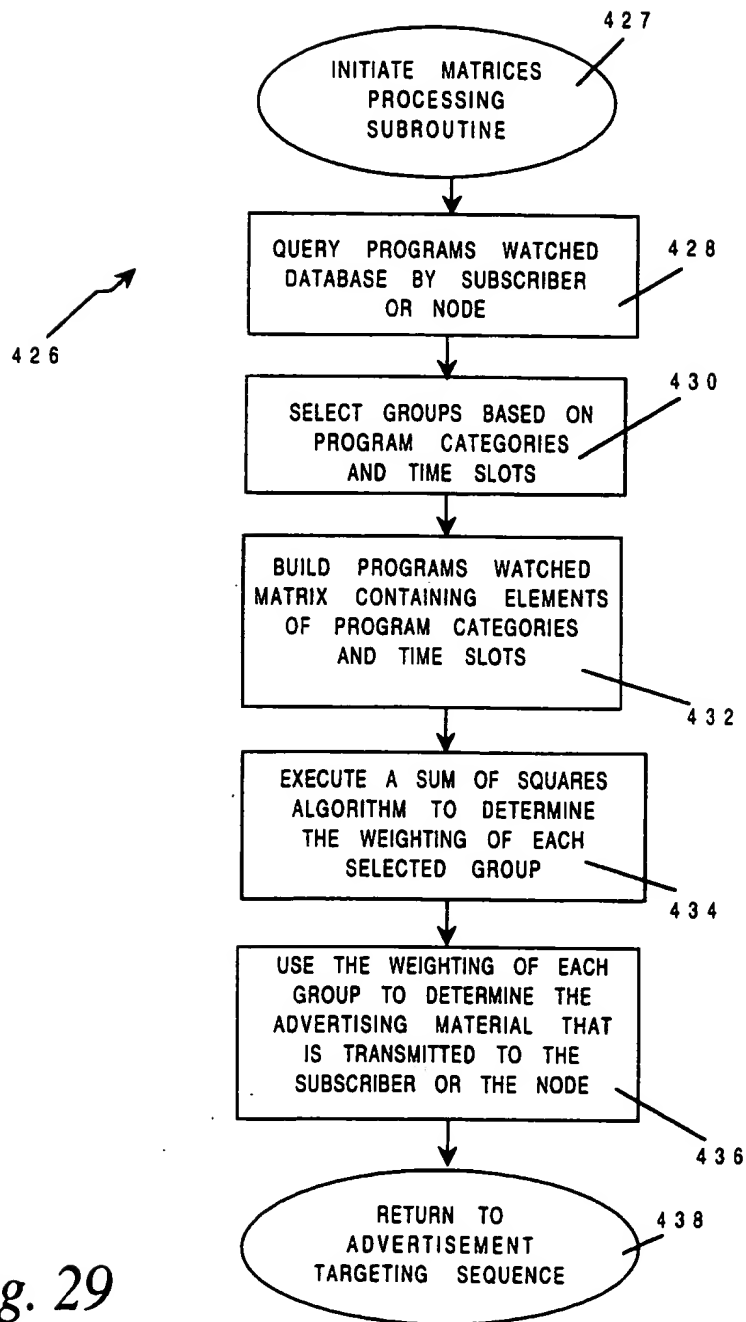 427
INITIATE MATRICES
PROCESSING
SUBROUTINE
QUERY PROGRAMS WATCHED
DATABASE BY SUBSCRIBER
OR NODE
428
426
430
SELECT GROUPS BASED ON
PROGRAM CATEGORIES
AND TIME SLOTS
BUILD PROGRAMS WATCHED
MATRIX CONTAINING ELEMENTS
OF PROGRAM CATEGORIES
AND TIME SLOTS
432
EXECUTE A SUM OF SQUARES
ALGORITHM TO DETERMINE
THE WEIGHTING OF EACH
SELECTED GROUP
434
USE THE WEIGHTING OF EACH
GROUP TO DETERMINE THE
ADVERTISING MATERIAL THAT
IS TRANSMITTED TO THE
SUBSCRIBER OR THE NODE
436
RETURN TO
ADVERTISEMENT
TARGETING SEQUENCE
438
g. 29